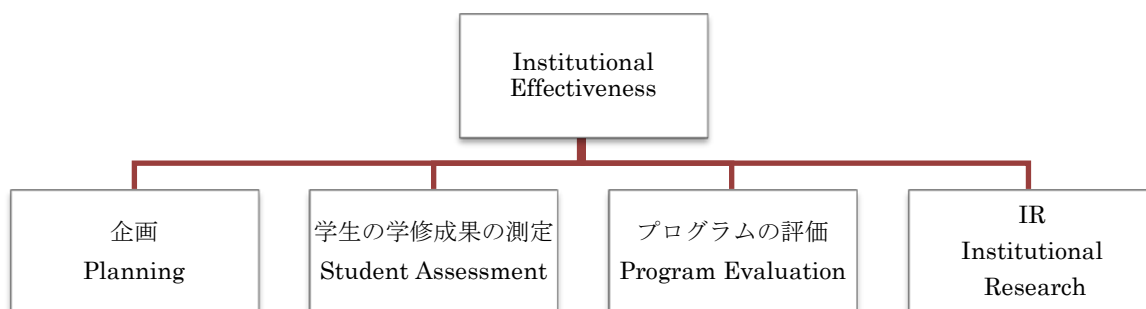 Institutional
Effectiveness
企画
Planning
学生の学修成果の測定
Student Assessment
プログラムの評価
Program Evaluation
IR
Institutional
Research